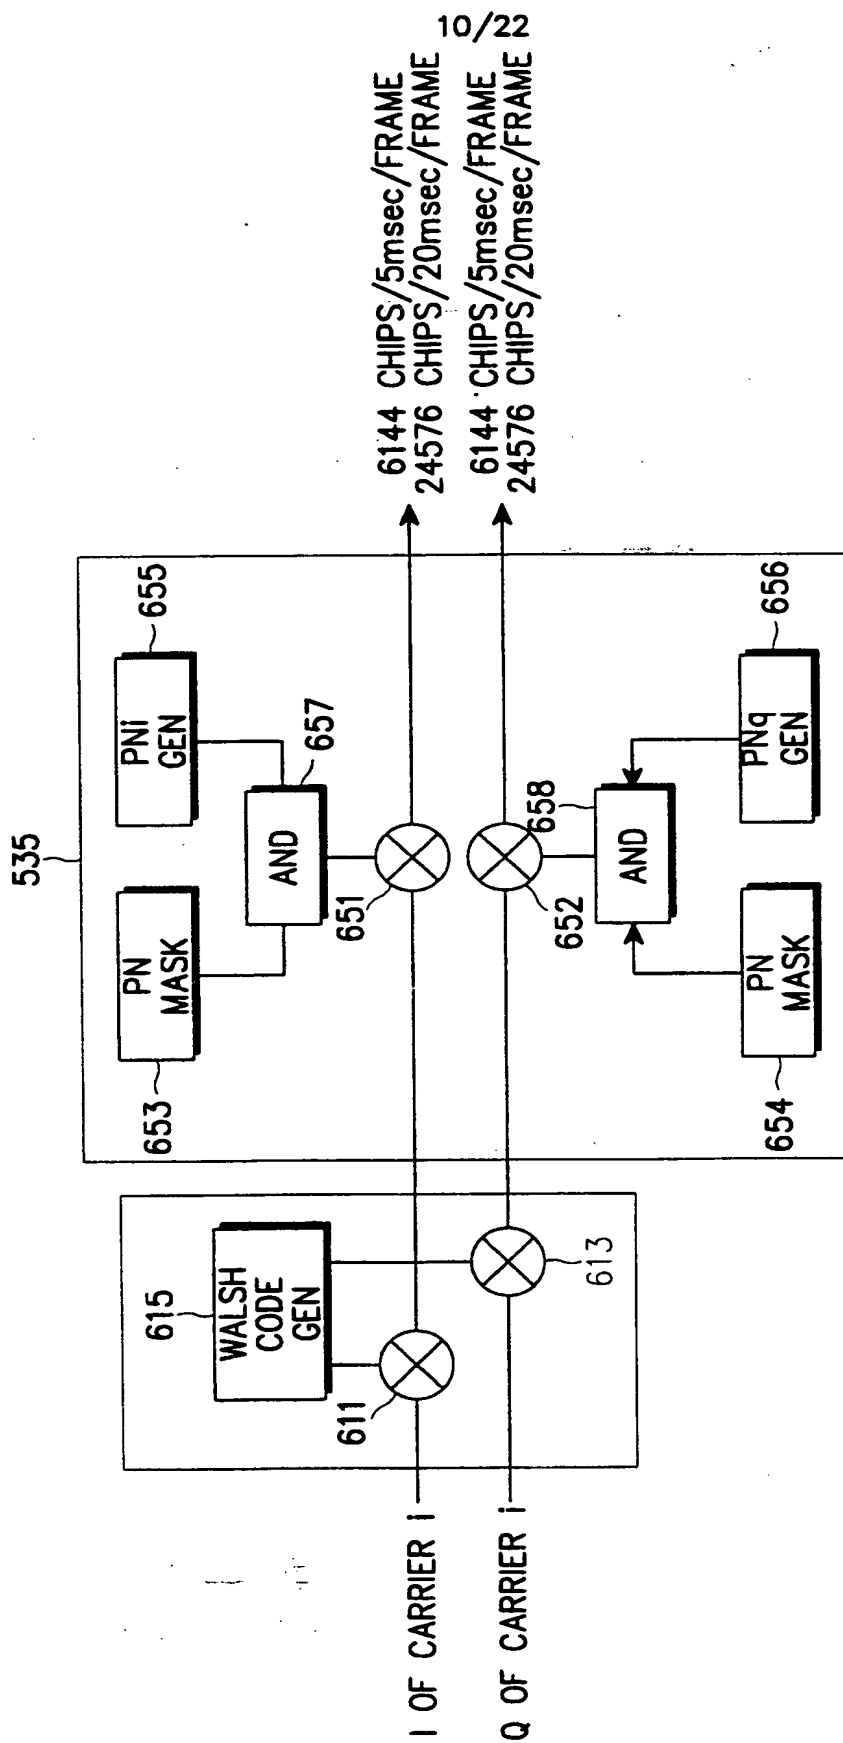 10/22
535
653
PN
MASK
PNi
GEN
655
AND
657
651
615
WALSH
CODE
GEN
611
I OF CARRIER i
6144 CHIPS/5msec/FRAME
24576 CHIPS/20msec/FRAME
613
Q OF CARRIER i
6144 CHIPS/5msec/FRAME
24576 CHIPS/20msec/FRAME
652
658
AND
654
PN
MASK
PNq
GEN
656